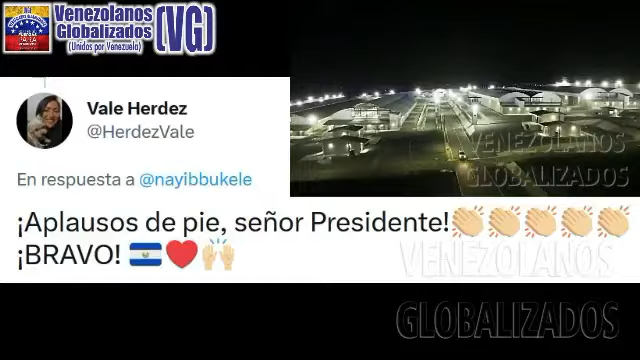 Venezolanos
Globalizados
(Unidos por Venezuela)
(VG)
Vale Herdez
@HerdezVale
VENEZOLANOS
GLOBALIZADOS
En respuesta a @nayibbukele
¡Aplausos de pie, señor Presidente!👏👏👏👏👏
¡BRAVO! 🇸🇻❤️🙌
VENEZOLANOS
GLOBALIZADOS